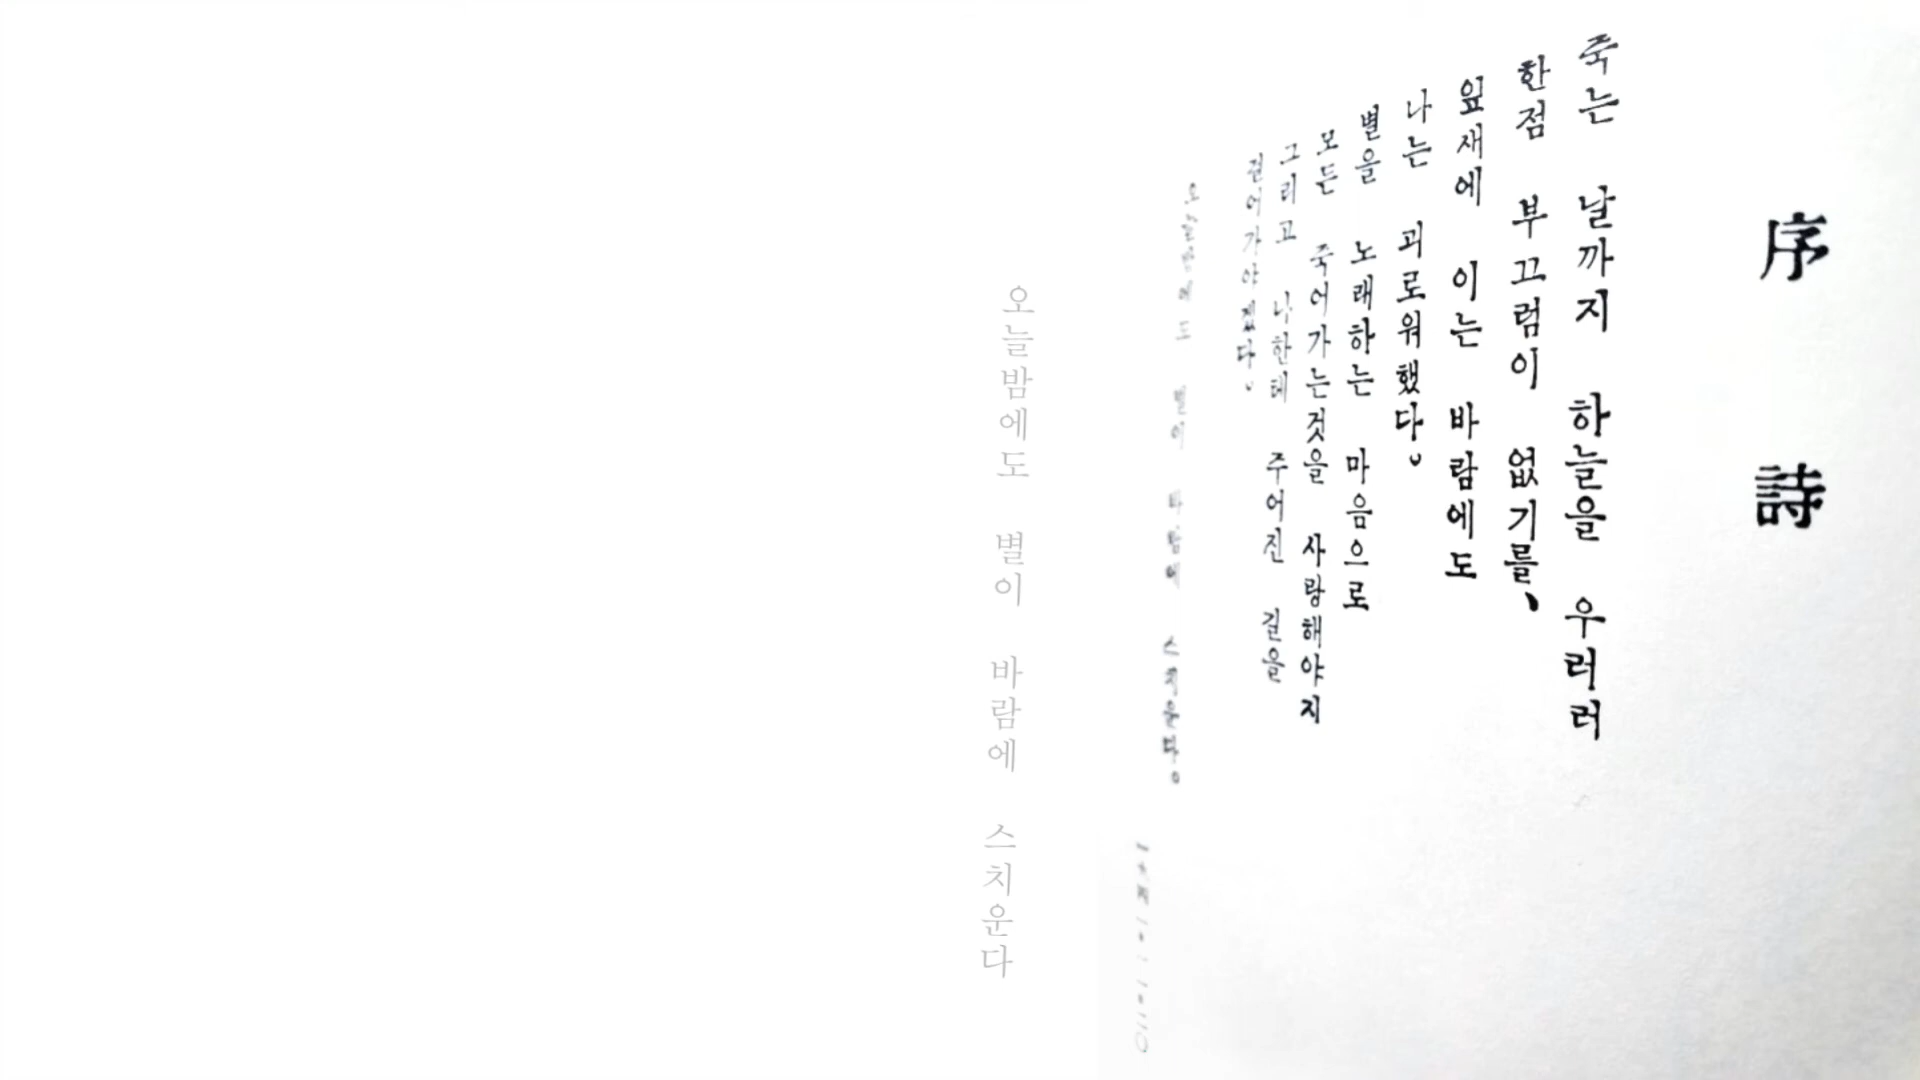 序詩
죽는 날까지 하늘을 우러러
한점 부끄럼이 없기를、
잎새에 이는 바람에도
나는 괴로워했다。
별을 노래하는 마음으로
모든 죽어가는것을 사랑해야지
그리고 나한테 주어진 길을
걸어가야겠다。
오늘밤에도 별이 바람에 스치운다。
오늘밤에도 별이 바람에 스치운다